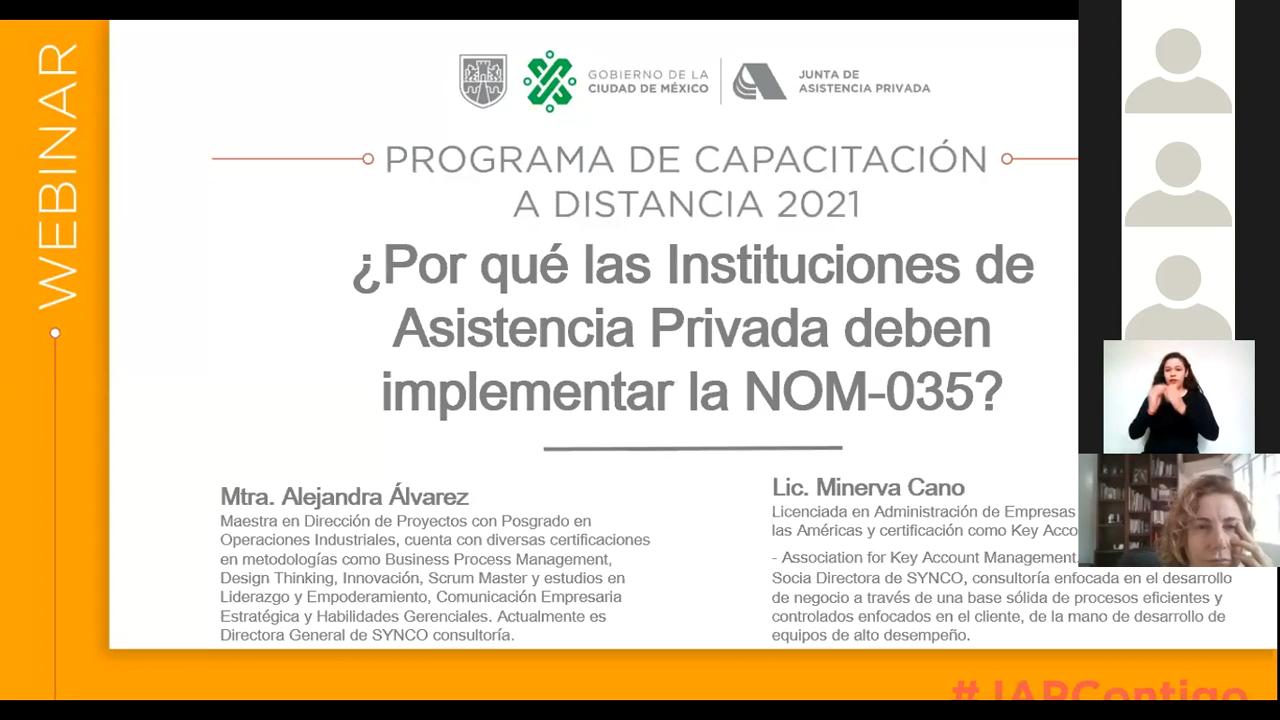 WEBINAR
GOBIERNO DE LA
CIUDAD DE MÉXICO
JUNTA DE
ASISTENCIA PRIVADA
PROGRAMA DE CAPACITACIÓN
A DISTANCIA 2021
¿Por qué las Instituciones de
Asistencia Privada deben
implementar la NOM-035?
Mtra. Alejandra Álvarez
Maestra en Dirección de Proyectos con Posgrado en
Operaciones Industriales, cuenta con diversas certificaciones
en metodologías como Business Process Management,
Design Thinking, Innovación, Scrum Master y estudios en
Liderazgo y Empoderamiento, Comunicación Empresaria
Estratégica y Habilidades Gerenciales. Actualmente es
Directora General de SYNCO consultoría.
Lic. Minerva Cano
Licenciada en Administración de Empresas
las Américas y certificación como Key Acco
- Association for Key Account Management.
Socia Directora de SYNCO, consultoría enfocada en el desarrollo
de negocio a través de una base sólida de procesos eficientes y
controlados enfocados en el cliente, de la mano de desarrollo de
equipos de alto desempeño.
#JAPContigo